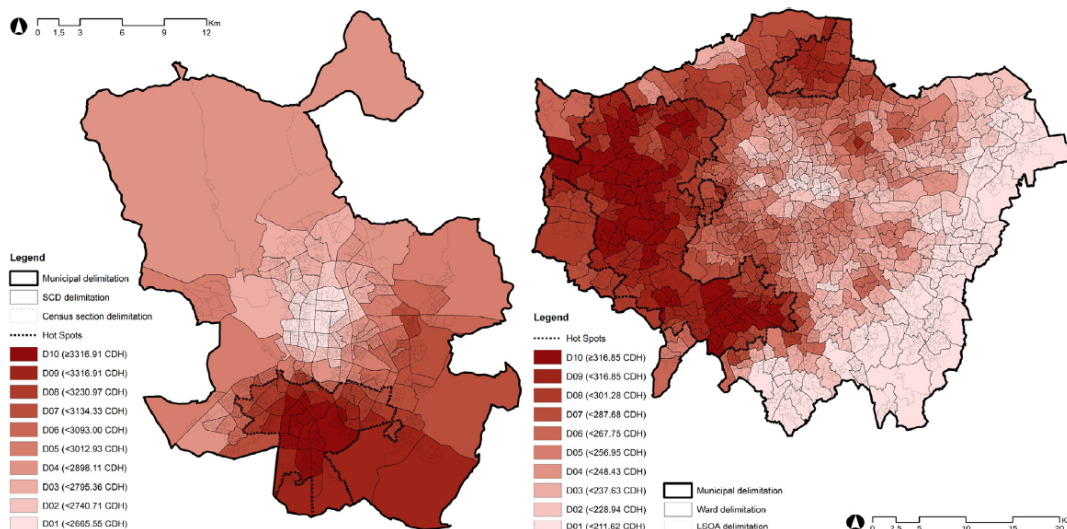 Km
0 1,5 3 6 9 12
Legend
Municipal delimitation
SCD delimitation
Census section delimitation
Hot Spots
D10 (≥3316.91 CDH)
D09 (<3316.91 CDH)
D08 (<3230.97 CDH)
D07 (<3134.33 CDH)
D06 (<3093.00 CDH)
D05 (<3012.93 CDH)
D04 (<2898.11 CDH)
D03 (<2795.36 CDH)
D02 (<2740.71 CDH)
D01 (<2665.55 CDH)
Legend
Hot Spots
D10 (≥316.85 CDH)
D09 (<316.85 CDH)
D08 (<301.28 CDH)
D07 (<287.68 CDH)
D06 (<267.75 CDH)
D05 (<256.95 CDH)
D04 (<248.43 CDH)
D03 (<237.63 CDH)
D02 (<228.94 CDH)
D01 (<211.62 CDH)
Municipal delimitation
Ward delimitation
LSOA delimitation
0 2,5 5 10 15 20